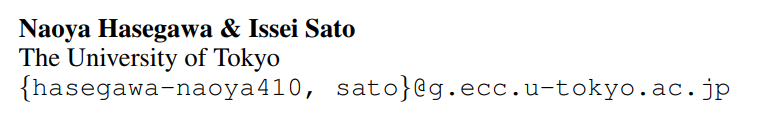 Naoya Hasegawa & Issei Sato
The University of Tokyo
{hasegawa-naoya410, sato}@g.ecc.u-tokyo.ac.jp